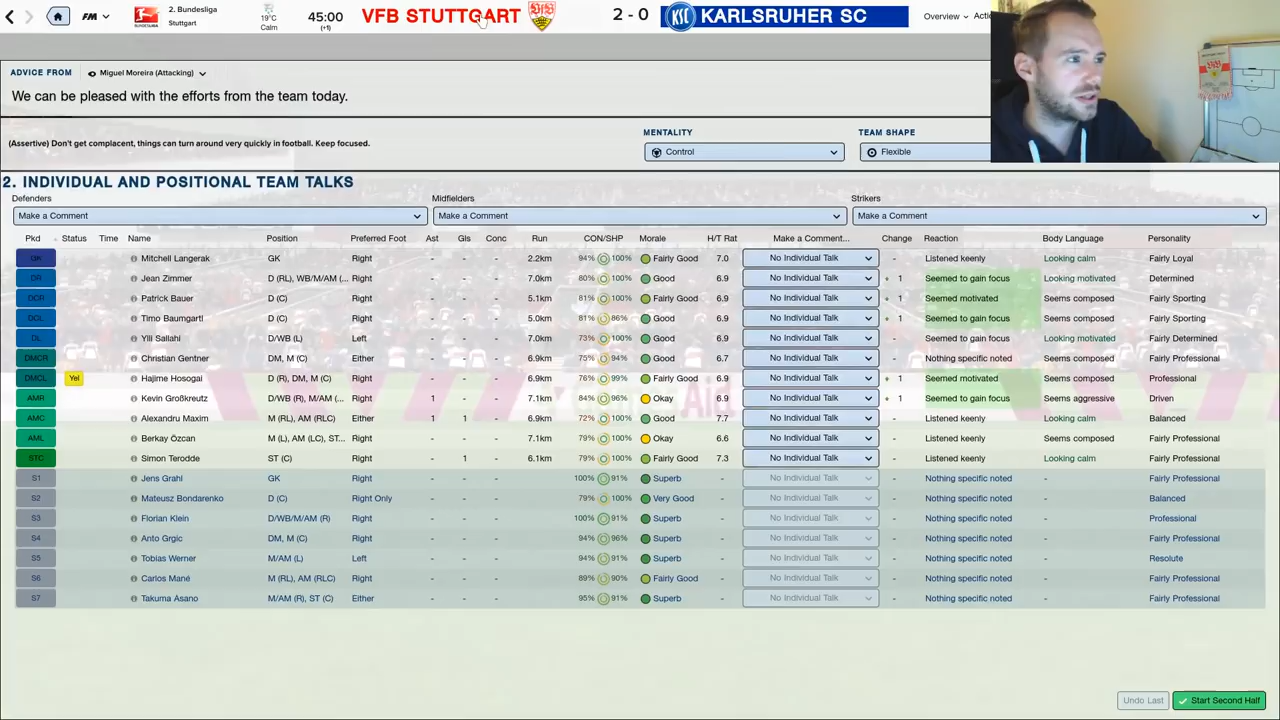 FM
2. Bundesliga
Stuttgart
19°C
Calm
45:00
(+1)
VFB STUTTGART
2 - 0
KARLSRUHER SC
Overview
ADVICE FROM
Miguel Moreira (Attacking)
We can be pleased with the efforts from the team today.
(Assertive) Don't get complacent, things can turn around very quickly in football. Keep focused.
MENTALITY
Control
TEAM SHAPE
Flexible
2. INDIVIDUAL AND POSITIONAL TEAM TALKS
Defenders Midfielders Strikers
Make a Comment Make a Comment Make a Comment
Pkd Status Time Name Position Preferred Foot Ast Gls Conc Run CON/SHP Morale H/T Rat Make a Comment... Change Reaction Body Language Personality
GK Mitchell Langerak GK Right - - - 2.2km 94% 100% Fairly Good 7.0 No Individual Talk - Listened keenly Looking calm Fairly Loyal
DR Jean Zimmer D (RL), WB/M/AM (... Right - - - 7.0km 80% 100% Good 6.9 No Individual Talk 1 Seemed to gain focus Looking motivated Determined
DCR Patrick Bauer D (C) Right - - - 5.1km 81% 100% Fairly Good 6.9 No Individual Talk 1 Seemed motivated Seems composed Fairly Sporting
DCL Timo Baumgartl D (C) Right - - - 5.0km 81% 86% Good 6.9 No Individual Talk 1 Seemed to gain focus Seems composed Fairly Sporting
DL Ylli Sallahi D/WB (L) Left - - - 7.0km 73% 100% Good 6.9 No Individual Talk - Seemed to gain focus Looking motivated Fairly Determined
DMCR Christian Gentner DM, M (C) Either - - - 6.9km 75% 94% Good 6.7 No Individual Talk - Nothing specific noted Seems composed Fairly Professional
DMCL Yel Hajime Hosogai D (R), DM, M (C) Right - - - 6.9km 76% 99% Fairly Good 6.9 No Individual Talk 1 Seemed motivated Seems composed Professional
AMR Kevin Großkreutz D/WB (R), M/AM (... Right 1 - - 7.1km 84% 96% Okay 6.9 No Individual Talk 1 Seemed to gain focus Seems aggressive Driven
AMC Alexandru Maxim M (RL), AM (RLC) Either 1 1 - 6.9km 72% 100% Good 7.7 No Individual Talk - Listened keenly Looking calm Balanced
AML Berkay Özcan M (L), AM (LC), ST... Right - - - 7.1km 79% 100% Okay 6.6 No Individual Talk - Listened keenly Seems composed Fairly Professional
STC Simon Terodde ST (C) Right - 1 - 6.1km 79% 100% Fairly Good 7.3 No Individual Talk - Listened keenly Looking calm Fairly Professional
S1 Jens Grahl GK Right - - - 100% 91% Superb - No Individual Talk - Nothing specific noted - Fairly Professional
S2 Mateusz Bondarenko D (C) Right Only - - - 79% 100% Very Good - No Individual Talk - Nothing specific noted - Balanced
S3 Florian Klein D/WB/M/AM (R) Right - - - 100% 91% Superb - No Individual Talk - Nothing specific noted - Professional
S4 Anto Grgic DM, M (C) Right - - - 94% 96% Superb - No Individual Talk - Nothing specific noted - Fairly Professional
S5 Tobias Werner M/AM (L) Left - - - 94% 91% Superb - No Individual Talk - Nothing specific noted - Resolute
S6 Carlos Mané M (RL), AM (RLC) Right - - - 89% 90% Fairly Good - No Individual Talk - Nothing specific noted - Fairly Professional
S7 Takuma Asano M/AM (R), ST (C) Either - - - 95% 91% Superb - No Individual Talk - Nothing specific noted - Fairly Professional
Undo Last
Start Second Half